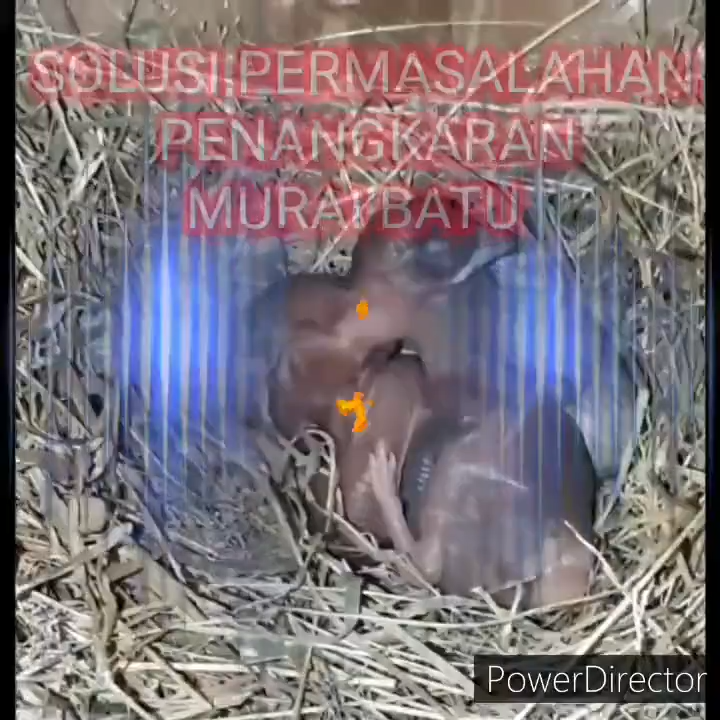 SOLUSI PERMASALAHAN
PENANGKARAN
MURAI BATU
PowerDirector